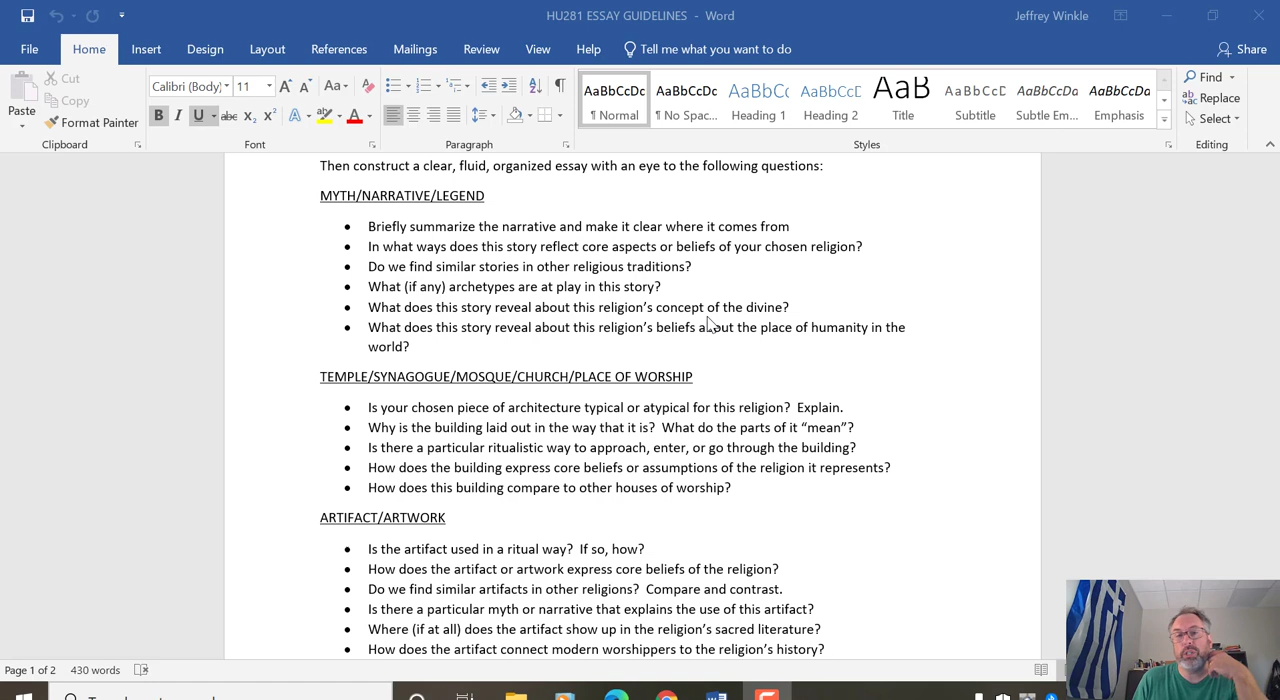 HU281 ESSAY GUIDELINES - Word
Jeffrey Winkle
File Home Insert Design Layout References Mailings Review View Help Tell me what you want to do Share
Paste
Cut
Copy
Format Painter
Clipboard
Calibri (Body) 11
Font
Paragraph
AaBbCcDc AaBbCcDc AaBbCc AaBbCcD AaB AaBbCcD AaBbCcDa AaBbCcDa
¶ Normal ¶ No Spac... Heading 1 Heading 2 Title Subtitle Subtle Em... Emphasis
Styles
Find
Replace
Select
Editing
Then construct a clear, fluid, organized essay with an eye to the following questions:
MYTH/NARRATIVE/LEGEND
• Briefly summarize the narrative and make it clear where it comes from
• In what ways does this story reflect core aspects or beliefs of your chosen religion?
• Do we find similar stories in other religious traditions?
• What (if any) archetypes are at play in this story?
• What does this story reveal about this religion's concept of the divine?
• What does this story reveal about this religion's beliefs about the place of humanity in the
world?
TEMPLE/SYNAGOGUE/MOSQUE/CHURCH/PLACE OF WORSHIP
• Is your chosen piece of architecture typical or atypical for this religion? Explain.
• Why is the building laid out in the way that it is? What do the parts of it “mean”?
• Is there a particular ritualistic way to approach, enter, or go through the building?
• How does the building express core beliefs or assumptions of the religion it represents?
• How does this building compare to other houses of worship?
ARTIFACT/ARTWORK
• Is the artifact used in a ritual way? If so, how?
• How does the artifact or artwork express core beliefs of the religion?
• Do we find similar artifacts in other religions? Compare and contrast.
• Is there a particular myth or narrative that explains the use of this artifact?
• Where (if at all) does the artifact show up in the religion's sacred literature?
• How does the artifact connect modern worshippers to the religion's history?
Page 1 of 2 430 words